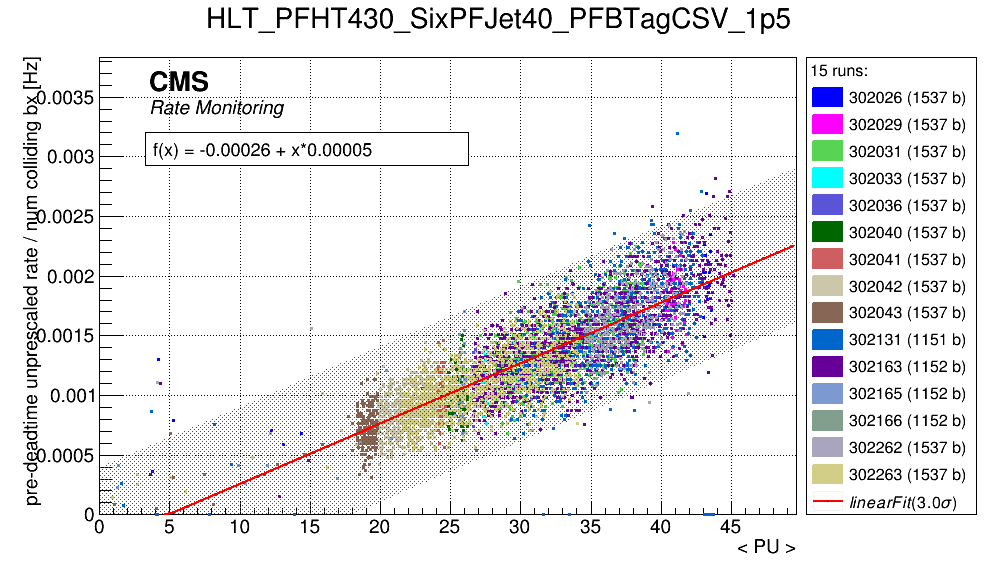 HLT_PFHT430_SixPFJet40_PFBTagCSV_1p5
pre-deadtime unprescaled rate / num colliding bx [Hz]
CMS
Rate Monitoring
f(x) = -0.00026 + x*0.00005
0.0035
0.003
0.0025
0.002
0.0015
0.001
0.0005
0
0 5 10 15 20 25 30 35 40 45
< PU >
15 runs:
302026 (1537 b)
302029 (1537 b)
302031 (1537 b)
302033 (1537 b)
302036 (1537 b)
302040 (1537 b)
302041 (1537 b)
302042 (1537 b)
302043 (1537 b)
302131 (1151 b)
302163 (1152 b)
302165 (1152 b)
302166 (1152 b)
302262 (1537 b)
302263 (1537 b)
linearFit(3.0σ)